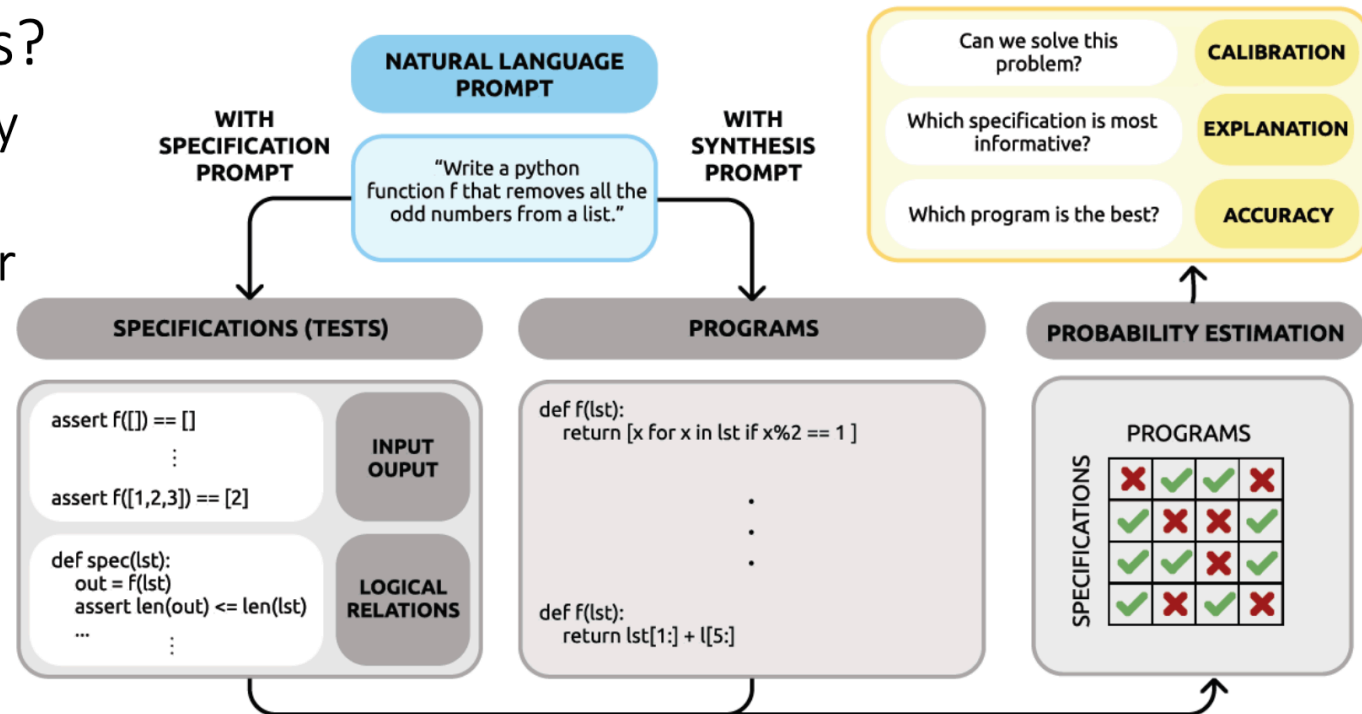 s?
y
r
NATURAL LANGUAGE
PROMPT
WITH
SPECIFICATION
PROMPT
WITH
SYNTHESIS
PROMPT
“Write a python
function f that removes all the
odd numbers from a list.”
Can we solve this
problem?
CALIBRATION
Which specification is most
informative?
EXPLANATION
Which program is the best?
ACCURACY
SPECIFICATIONS (TESTS)
PROGRAMS
PROBABILITY ESTIMATION
assert f([]) == []
⋮
assert f([1,2,3]) == [2]
INPUT
OUPUT
def spec(lst):
out = f(lst)
assert len(out) <= len(lst)
...
⋮
LOGICAL
RELATIONS
def f(lst):
return [x for x in lst if x%2 == 1 ]
.
.
.
def f(lst):
return lst[1:] + l[5:]
PROGRAMS
SPECIFICATIONS